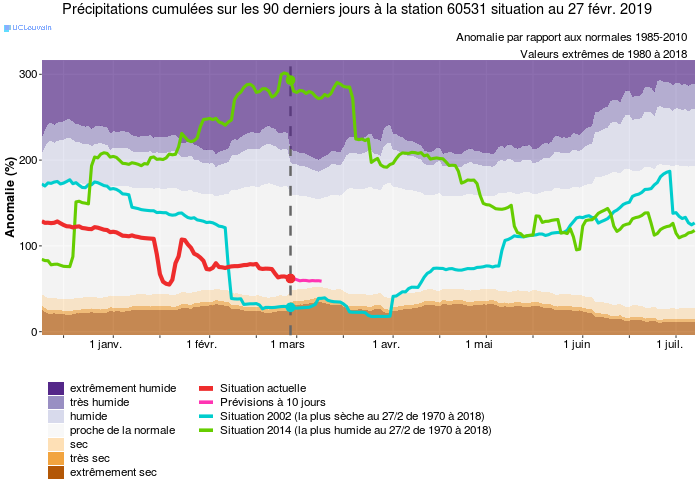 Précipitations cumulées sur les 90 derniers jours à la station 60531 situation au 27 févr. 2019
UCLouvain
Anomalie par rapport aux normales 1985-2010
Valeurs extrêmes de 1980 à 2018
Anomalie (%)
300
200
100
0
1 janv. 1 févr. 1 mars 1 avr. 1 mai 1 juin 1 juil.
extrêmement humide
très humide
humide
proche de la normale
sec
très sec
extrêmement sec
Situation actuelle
Prévisions à 10 jours
Situation 2002 (la plus sèche au 27/2 de 1970 à 2018)
Situation 2014 (la plus humide au 27/2 de 1970 à 2018)